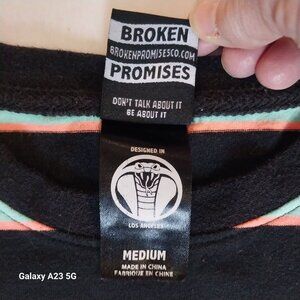 BROKEN
BROKENPROMISESCO.COM
PROMISES
DON'T TALK ABOUT IT
BE ABOUT IT
DESIGNED IN
LOS ANGELES
MEDIUM
MADE IN CHINA
FABRIQUE EN CHINE
Galaxy A23 5G